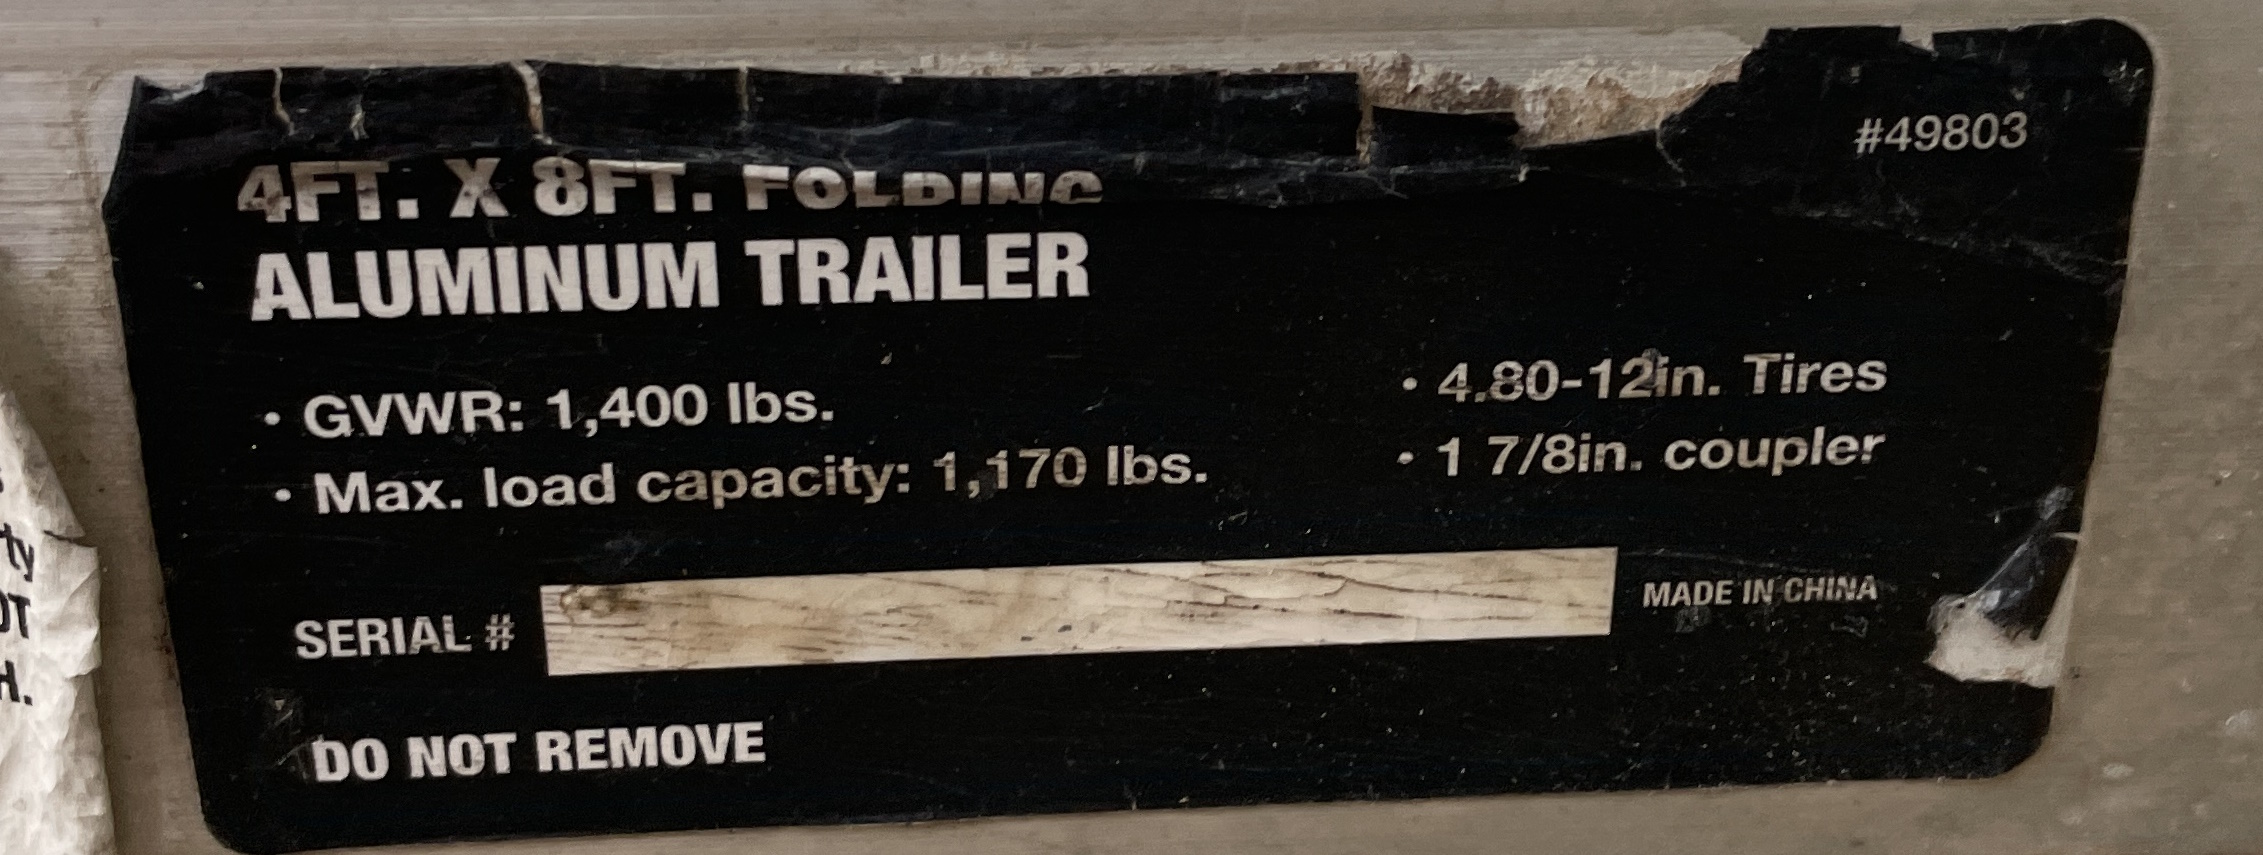 #49803
4FT. X 8FT. FOLDING
ALUMINUM TRAILER
• GVWR: 1,400 lbs.
• Max. load capacity: 1,170 lbs.
• 4.80-12in. Tires
• 1 7/8in. coupler
SERIAL #
MADE IN CHINA
DO NOT REMOVE